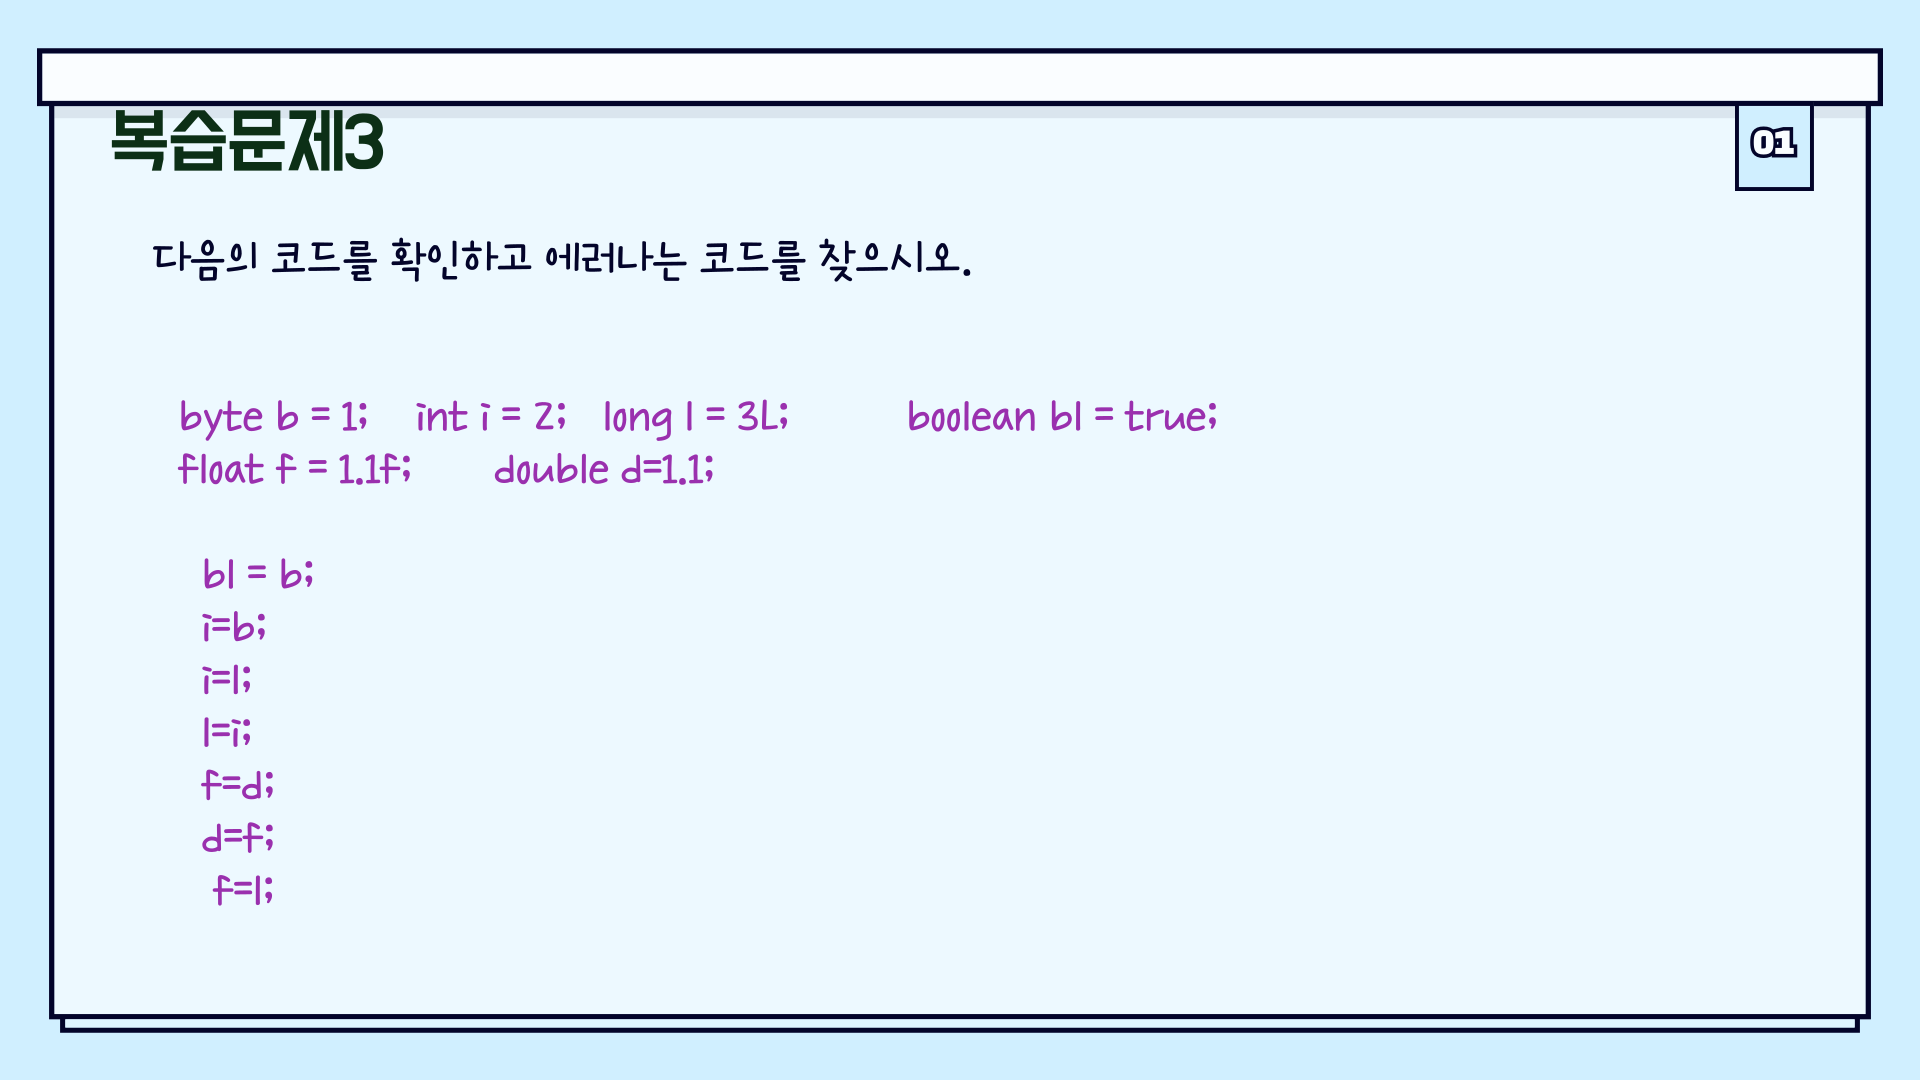 복습문제3
01
다음의 코드를 확인하고 에러나는 코드를 찾으시오.
byte b = 1; int i = 2; long l = 3L; boolean bl = true;
float f = 1.1f; double d=1.1;
bl = b;
i=b;
i=l;
l=i;
f=d;
d=f;
f=l;